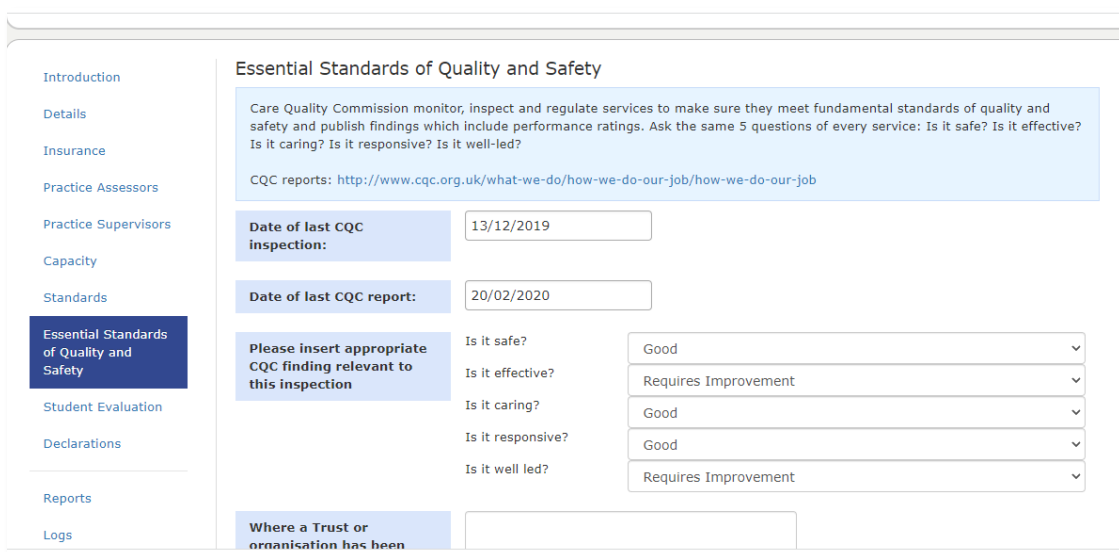 Introduction
Details
Insurance
Practice Assessors
Practice Supervisors
Capacity
Standards
Essential Standards
of Quality and
Safety
Student Evaluation
Declarations
Reports
Logs
Essential Standards of Quality and Safety
Care Quality Commission monitor, inspect and regulate services to make sure they meet fundamental standards of quality and
safety and publish findings which include performance ratings. Ask the same 5 questions of every service: Is it safe? Is it effective?
Is it caring? Is it responsive? Is it well-led?
CQC reports: http://www.cqc.org.uk/what-we-do/how-we-do-our-job/how-we-do-our-job
Date of last CQC
inspection:
13/12/2019
Date of last CQC report:
20/02/2020
Please insert appropriate
CQC finding relevant to
this inspection
Is it safe?
Good
Is it effective?
Requires Improvement
Is it caring?
Good
Is it responsive?
Good
Is it well led?
Requires Improvement
Where a Trust or
organisation has been